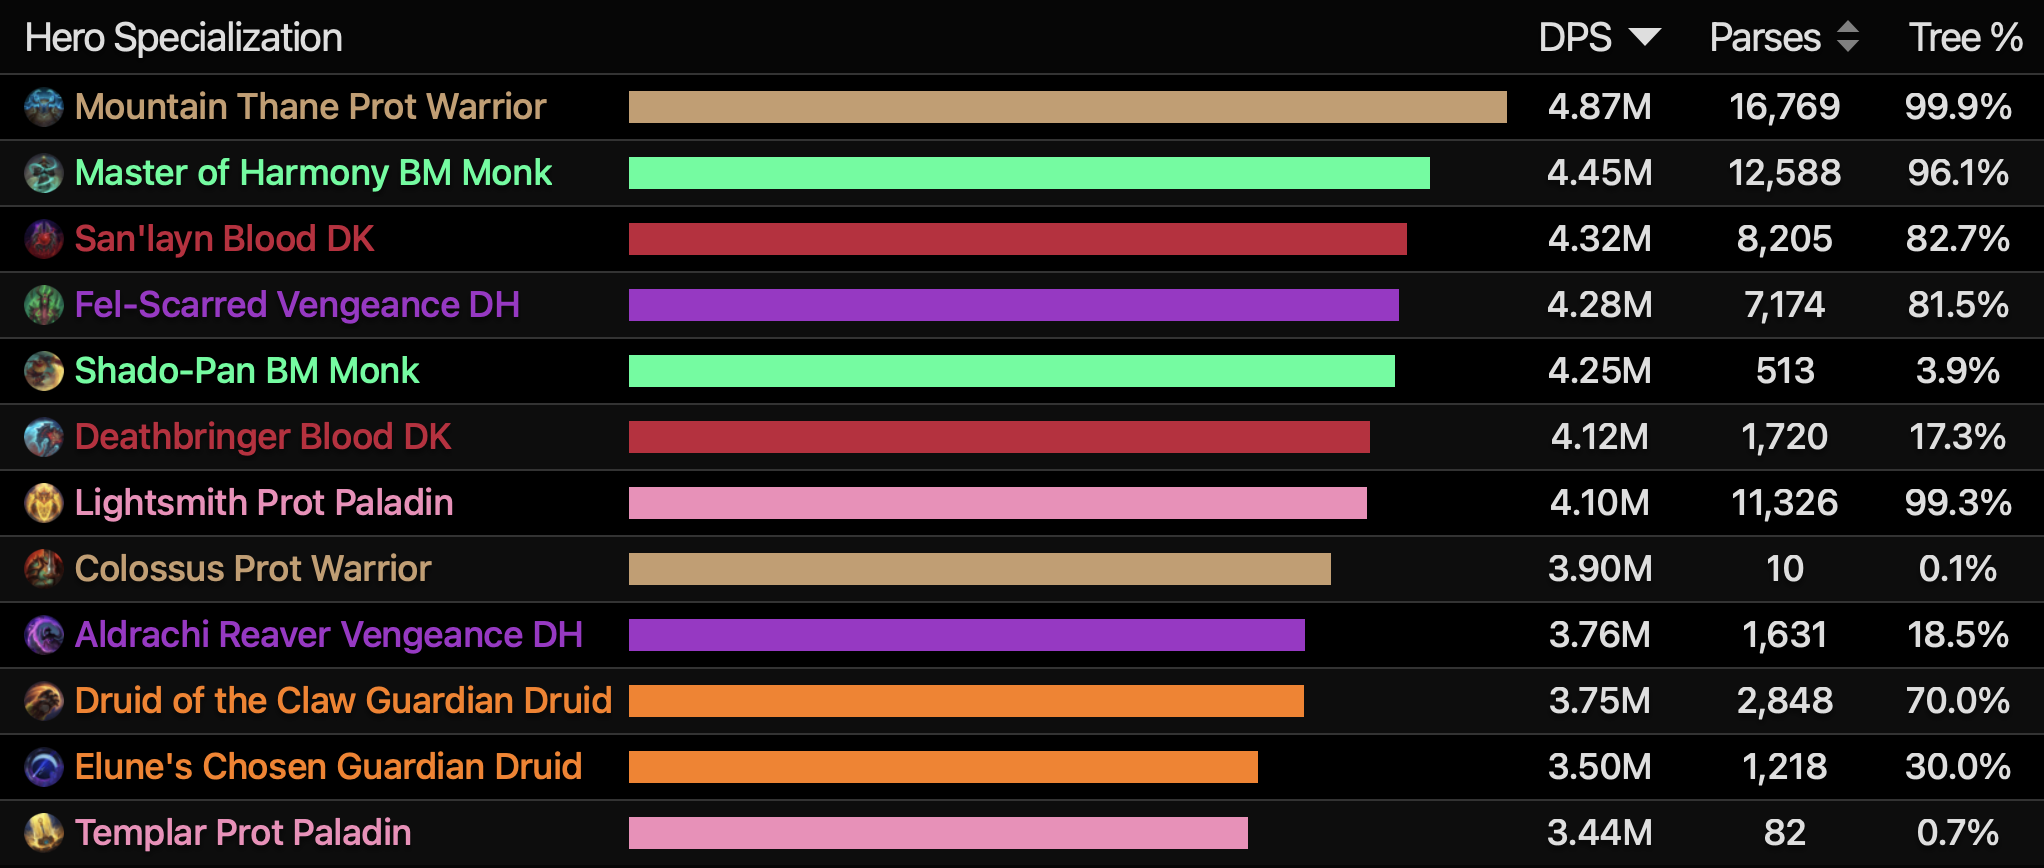 Hero Specialization DPS Parses Tree %
Mountain Thane Prot Warrior 4.87M 16,769 99.9%
Master of Harmony BM Monk 4.45M 12,588 96.1%
San'layn Blood DK 4.32M 8,205 82.7%
Fel-Scarred Vengeance DH 4.28M 7,174 81.5%
Shado-Pan BM Monk 4.25M 513 3.9%
Deathbringer Blood DK 4.12M 1,720 17.3%
Lightsmith Prot Paladin 4.10M 11,326 99.3%
Colossus Prot Warrior 3.90M 10 0.1%
Aldrachi Reaver Vengeance DH 3.76M 1,631 18.5%
Druid of the Claw Guardian Druid 3.75M 2,848 70.0%
Elune's Chosen Guardian Druid 3.50M 1,218 30.0%
Templar Prot Paladin 3.44M 82 0.7%